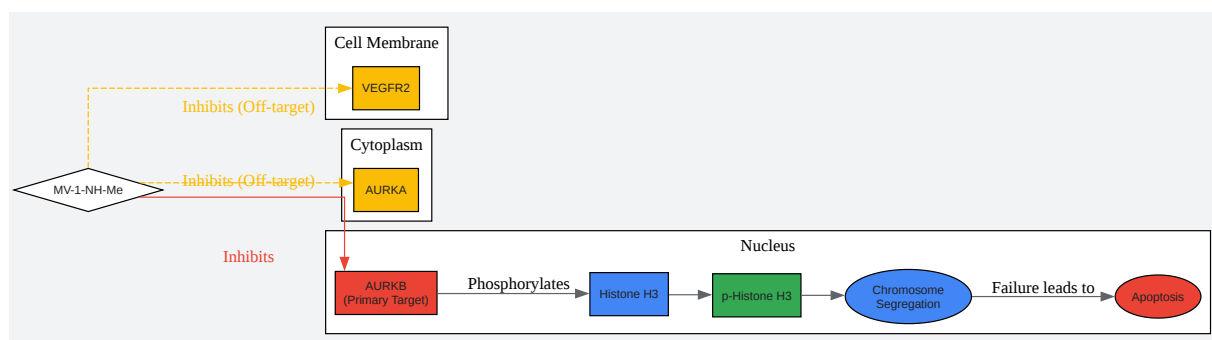 Cell Membrane
VEGFR2
Inhibits (Off-target)
Cytoplasm
Inhibits (Off-target)
MV-1-NH-Me
AURKA
Nucleus
Inhibits
AURKB
(Primary Target)
Phosphorylates
Histone H3
p-Histone H3
Chromosome
Segregation
Failure leads to
Apoptosis